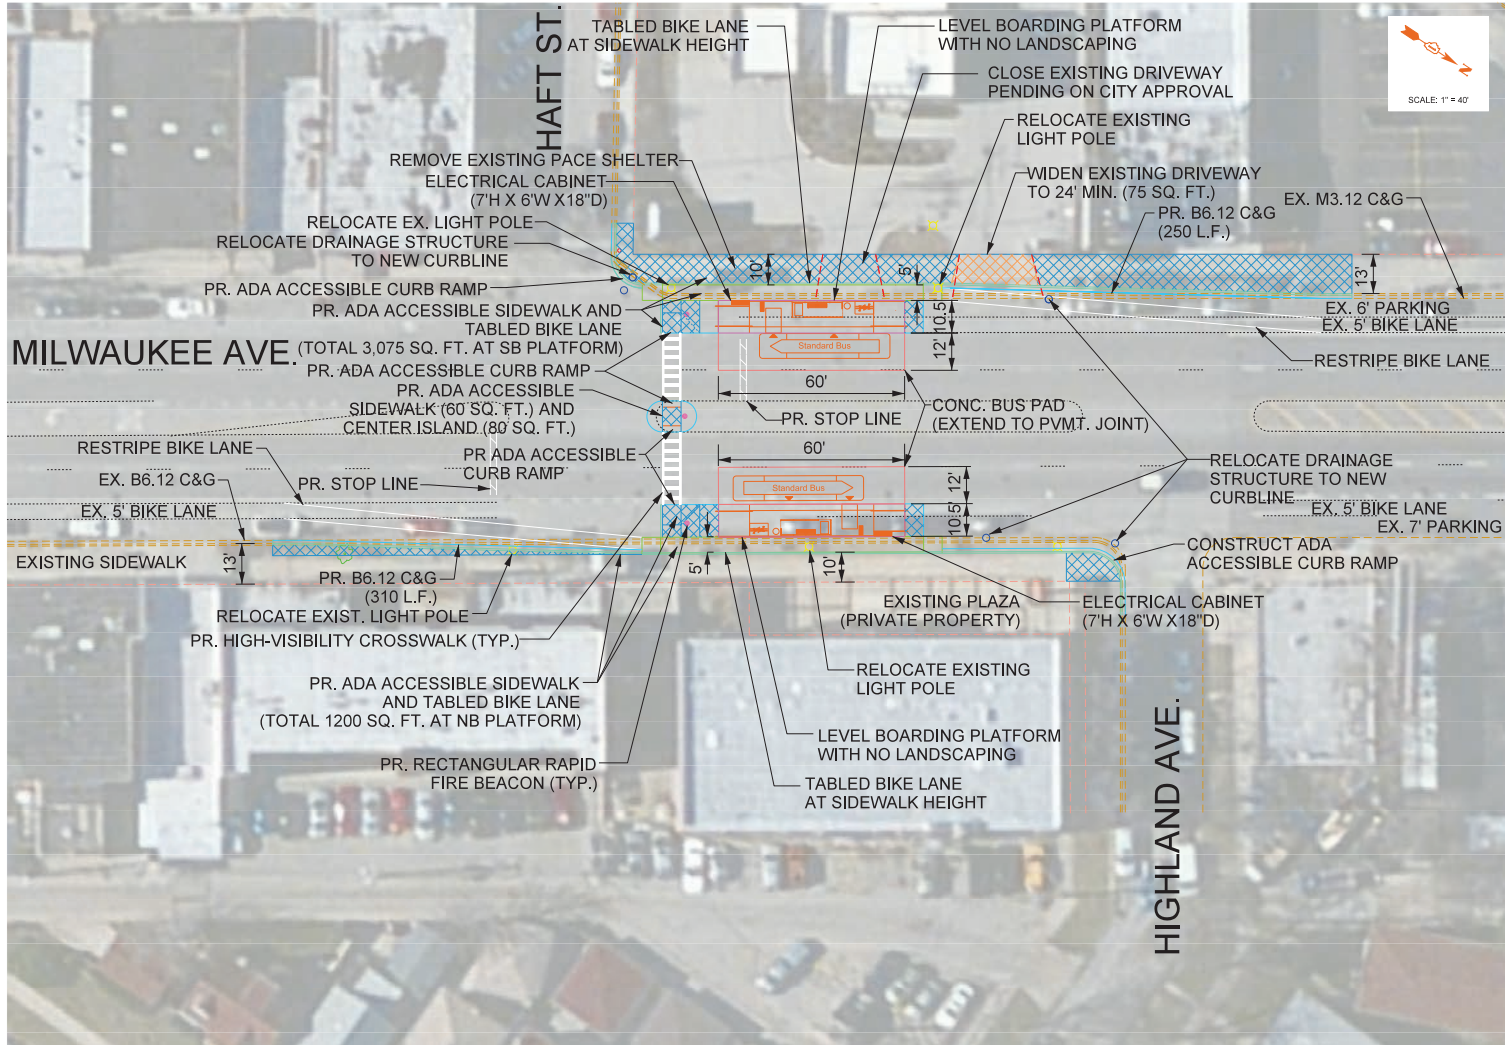 HAFT ST.
TABLED BIKE LANE
AT SIDEWALK HEIGHT
LEVEL BOARDING PLATFORM
WITH NO LANDSCAPING
CLOSE EXISTING DRIVEWAY
PENDING ON CITY APPROVAL
N
SCALE: 1" = 40'
RELOCATE EXISTING
LIGHT POLE
REMOVE EXISTING PACE SHELTER
ELECTRICAL CABINET
(7'H X 6'W X18"D)
WIDEN EXISTING DRIVEWAY
TO 24' MIN. (75 SQ. FT.)
EX. M3.12 C&G
PR. B6.12 C&G
(250 L.F.)
RELOCATE EX. LIGHT POLE
RELOCATE DRAINAGE STRUCTURE
TO NEW CURBLINE
PR. ADA ACCESSIBLE CURB RAMP
10'
5'
13'
PR. ADA ACCESSIBLE SIDEWALK AND
TABLED BIKE LANE
(TOTAL 3,075 SQ. FT. AT SB PLATFORM)
10.5'
EX. 6' PARKING
EX. 5' BIKE LANE
MILWAUKEE AVE.
Standard Bus
12'
RESTRIPE BIKE LANE
PR. ADA ACCESSIBLE CURB RAMP
60'
PR. ADA ACCESSIBLE
SIDEWALK (60 SQ. FT.) AND
CENTER ISLAND (80 SQ. FT.)
PR. STOP LINE
CONC. BUS PAD
(EXTEND TO PVMT. JOINT)
RESTRIPE BIKE LANE
PR ADA ACCESSIBLE
CURB RAMP
60'
RELOCATE DRAINAGE
STRUCTURE TO NEW
CURBLINE
EX. B6.12 C&G
PR. STOP LINE
Standard Bus
12'
EX. 5' BIKE LANE
10.5'
EX. 5' BIKE LANE
EX. 7' PARKING
EXISTING SIDEWALK
13'
PR. B6.12 C&G
(310 L.F.)
5'
10'
CONSTRUCT ADA
ACCESSIBLE CURB RAMP
RELOCATE EXIST. LIGHT POLE
EXISTING PLAZA
(PRIVATE PROPERTY)
ELECTRICAL CABINET
(7'H X 6'W X18"D)
PR. HIGH-VISIBILITY CROSSWALK (TYP.)
RELOCATE EXISTING
LIGHT POLE
PR. ADA ACCESSIBLE SIDEWALK
AND TABLED BIKE LANE
(TOTAL 1200 SQ. FT. AT NB PLATFORM)
LEVEL BOARDING PLATFORM
WITH NO LANDSCAPING
PR. RECTANGULAR RAPID
FIRE BEACON (TYP.)
TABLED BIKE LANE
AT SIDEWALK HEIGHT
HIGHLAND AVE.